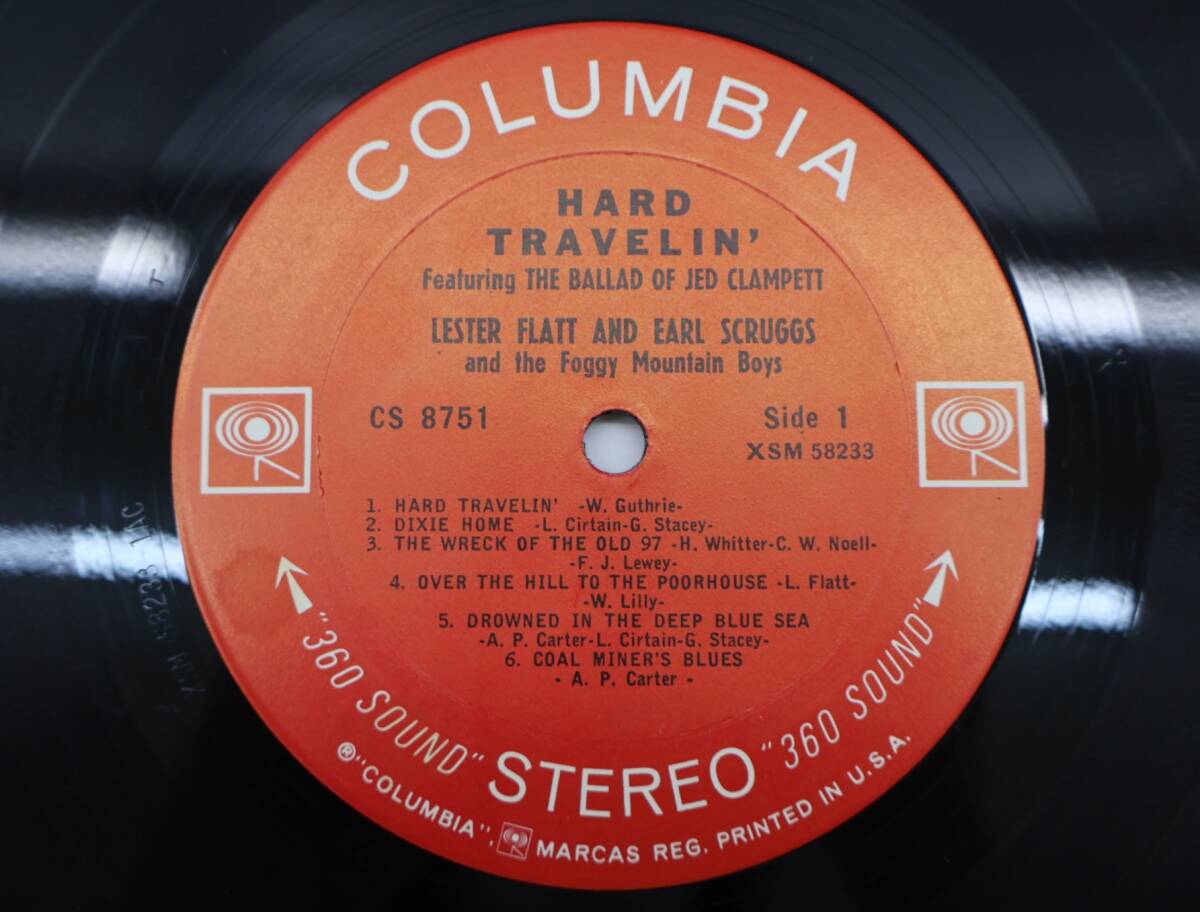 COLUMBIA
HARD
TRAVELIN'
Featuring THE BALLAD OF JED CLAMPETT
LESTER FLATT AND EARL SCRUGGS
and the Foggy Mountain Boys
CS 8751
Side 1
XSM 58233
1. HARD TRAVELIN' -W. Guthrie-
2. DIXIE HOME -L. Cirtain-G. Stacey-
3. THE WRECK OF THE OLD 97 -H. Whitter-C. W. Noell-
-F. J. Lewey-
4. OVER THE HILL TO THE POORHOUSE -L. Flatt-
-W. Lilly-
5. DROWNED IN THE DEEP BLUE SEA
-A. P. Carter-L. Cirtain-G. Stacey-
6. COAL MINER'S BLUES
- A. P. Carter -
"360 SOUND" STEREO "360 SOUND"
® "COLUMBIA", MARCAS REG. PRINTED IN U.S.A.